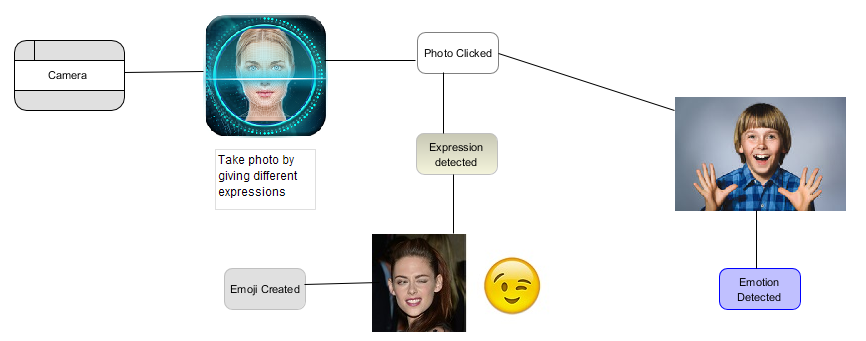 Camera
Photo Clicked
Take photo by
giving different
expressions
Expression
detected
Emoji Created
Emotion
Detected